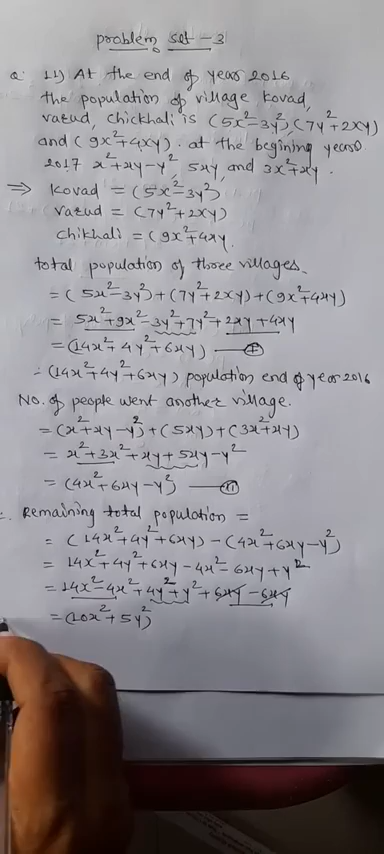 problem set - 3
Q. 11) At the end of year 2016
the population of village kovad,
varud, chickhali is (5x²-3y²), (7y²+2xy)
and (9x²+4xy). at the begining years
2017 x²+xy-y², 5xy, and 3x²+xy.
⇒ kovad = (5x²-3y²)
varud = (7y²+2xy)
chikhali = (9x²+4xy
total population of three villages.
= (5x²-3y²)+(7y²+2xy)+(9x²+4xy)
= 5x²+9x²-3y²+7y²+2xy+4xy
= (14x²+4y²+6xy) — I
∴ (14x²+4y²+6xy) population end of year 2016
No. of people went another village.
= (x²+xy-y²)+(5xy)+(3x²+xy)
= x²+3x²+xy+5xy-y²
= (4x²+6xy-y²) — II
∴ Remaining total population =
= (14x²+4y²+6xy)-(4x²+6xy-y²)
= 14x²+4y²+6xy-4x²-6xy+y²
= 14x²-4x²+4y²+y²+6xy-6xy
= (10x²+5y²)